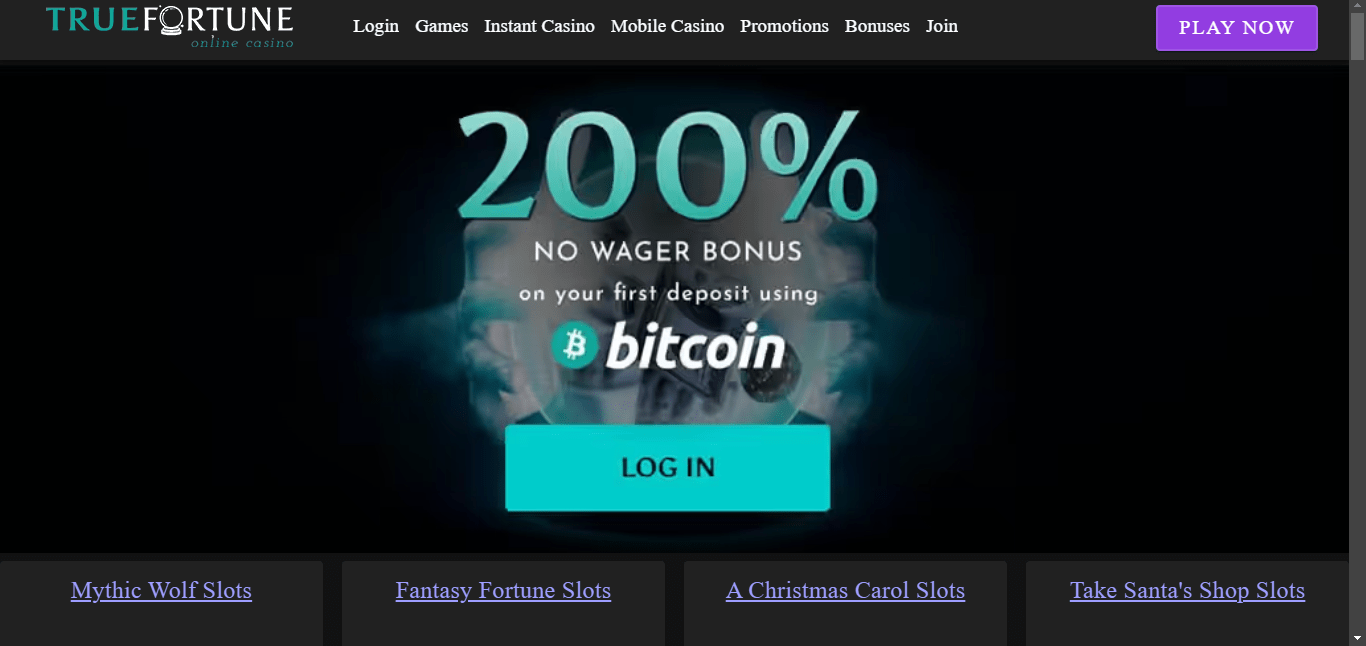 TRUEFORTUNE
online casino
Login Games Instant Casino Mobile Casino Promotions Bonuses Join
PLAY NOW
200%
NO WAGER BONUS
on your first deposit using
bitcoin
LOG IN
Mythic Wolf Slots
Fantasy Fortune Slots
A Christmas Carol Slots
Take Santa's Shop Slots